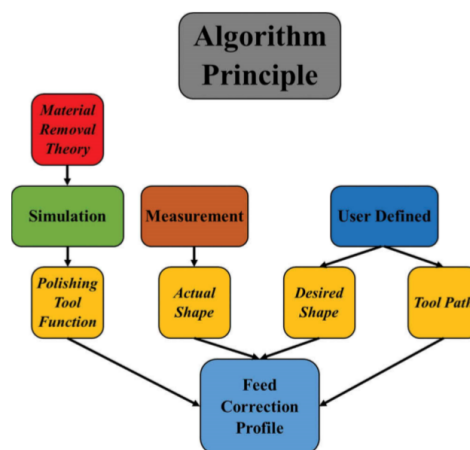 Algorithm
Principle
Material
Removal
Theory
Simulation
Measurement
User Defined
Polishing
Tool
Function
Actual
Shape
Desired
Shape
Tool Path
Feed
Correction
Profile